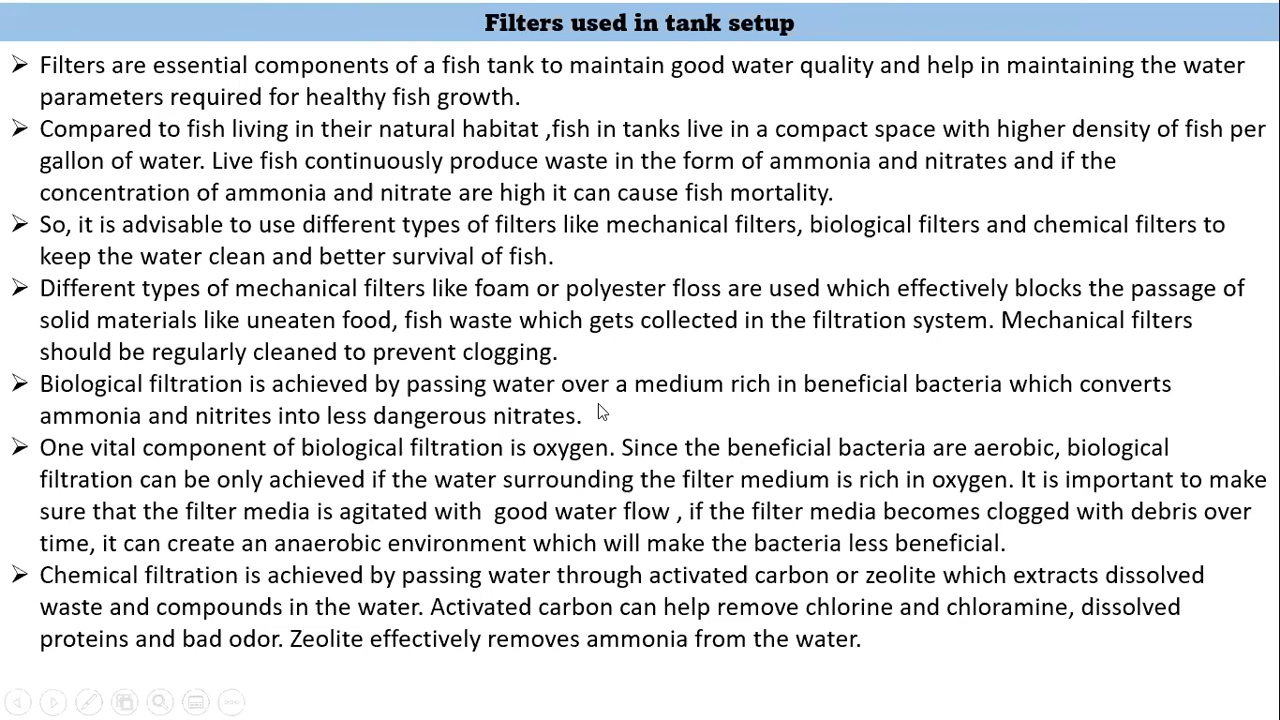 Filters used in tank setup
➢ Filters are essential components of a fish tank to maintain good water quality and help in maintaining the water
parameters required for healthy fish growth.
➢ Compared to fish living in their natural habitat ,fish in tanks live in a compact space with higher density of fish per
gallon of water. Live fish continuously produce waste in the form of ammonia and nitrates and if the
concentration of ammonia and nitrate are high it can cause fish mortality.
➢ So, it is advisable to use different types of filters like mechanical filters, biological filters and chemical filters to
keep the water clean and better survival of fish.
➢ Different types of mechanical filters like foam or polyester floss are used which effectively blocks the passage of
solid materials like uneaten food, fish waste which gets collected in the filtration system. Mechanical filters
should be regularly cleaned to prevent clogging.
➢ Biological filtration is achieved by passing water over a medium rich in beneficial bacteria which converts
ammonia and nitrites into less dangerous nitrates.
➢ One vital component of biological filtration is oxygen. Since the beneficial bacteria are aerobic, biological
filtration can be only achieved if the water surrounding the filter medium is rich in oxygen. It is important to make
sure that the filter media is agitated with  good water flow , if the filter media becomes clogged with debris over
time, it can create an anaerobic environment which will make the bacteria less beneficial.
➢ Chemical filtration is achieved by passing water through activated carbon or zeolite which extracts dissolved
waste and compounds in the water. Activated carbon can help remove chlorine and chloramine, dissolved
proteins and bad odor. Zeolite effectively removes ammonia from the water.